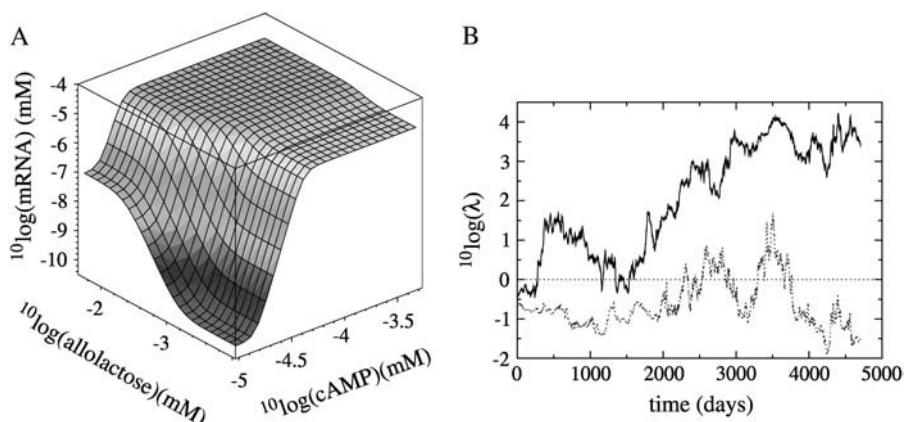 A
¹⁰log(mRNA) (mM)
-4
-5
-6
-7
-8
-9
-10
-2
-3
¹⁰log(allolactose)(mM)
-5
-4.5
-4
-3.5
¹⁰log(cAMP)(mM)
B
¹⁰log(λ)
4
3
2
1
0
-1
-2
0 1000 2000 3000 4000 5000
time (days)